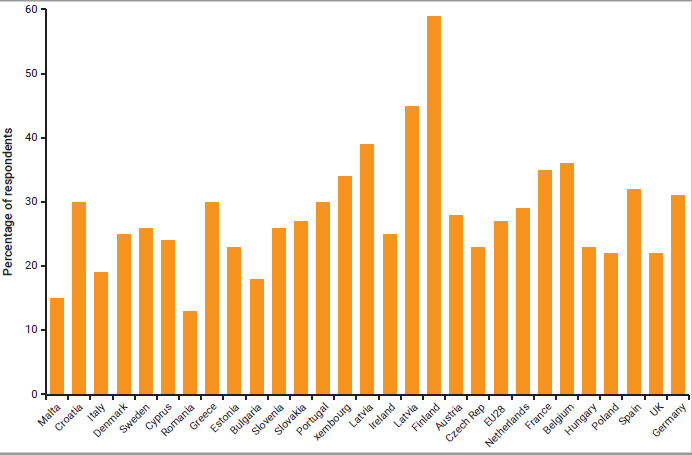 Percentage of respondents
60
50
40
30
20
10
0
Malta
Croatia
Italy
Denmark
Sweden
Cyprus
Romania
Greece
Estonia
Bulgaria
Slovenia
Slovakia
Portugal
xembourg
Latvia
Ireland
Latvia
Finland
Austria
Czech Rep
EU28
Netherlands
France
Belgium
Hungary
Poland
Spain
UK
Germany